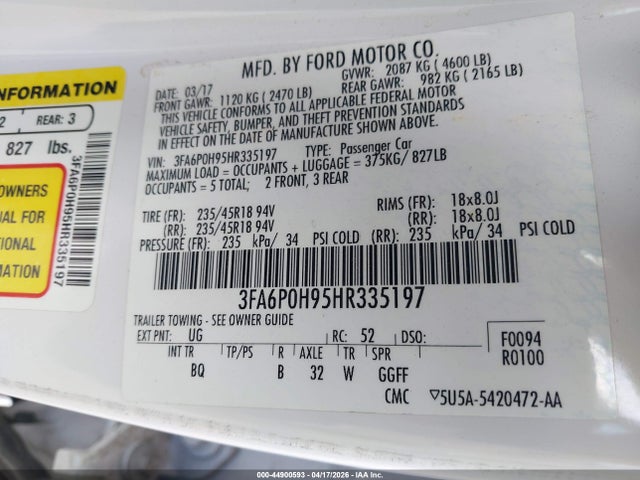 INFORMATION
2 REAR: 3
827 lbs.
OWNERS
UAL FOR
TIONAL
RMATION
3FA6P0H95HR335197
MFD. BY FORD MOTOR CO.
DATE: 03/17 GVWR: 2087 KG ( 4600 LB)
FRONT GAWR: 1120 KG ( 2470 LB) REAR GAWR: 982 KG ( 2165 LB)
THIS VEHICLE CONFORMS TO ALL APPLICABLE FEDERAL MOTOR
VEHICLE SAFETY, BUMPER, AND THEFT PREVENTION STANDARDS
IN EFFECT ON THE DATE OF MANUFACTURE SHOWN ABOVE.
VIN: 3FA6P0H95HR335197 TYPE: Passenger Car
MAXIMUM LOAD = OCCUPANTS + LUGGAGE = 375KG/ 827LB
OCCUPANTS = 5 TOTAL; 2 FRONT, 3 REAR
TIRE (FR): 235/45R18 94V RIMS (FR): 18x8.0J
(RR): 235/45R18 94V (RR): 18x8.0J
PRESSURE (FR): 235 kPa/ 34 PSI COLD (RR): 235 kPa/ 34 PSI COLD
3FA6P0H95HR335197
TRAILER TOWING - SEE OWNER GUIDE
EXT PNT: UG RC: 52 DSO:
F0094
R0100
INT TR TP/PS R AXLE TR SPR
BQ B 32 W GGFF
CMC ▽5U5A-5420472-AA
000-44900593 - 04/17/2026 - IAA Inc.